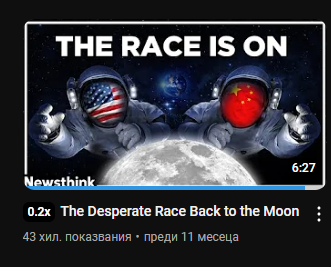 THE RACE IS ON
6:27
Newsthink
0.2x The Desperate Race Back to the Moon
43 хил. показвания • преди 11 месеца